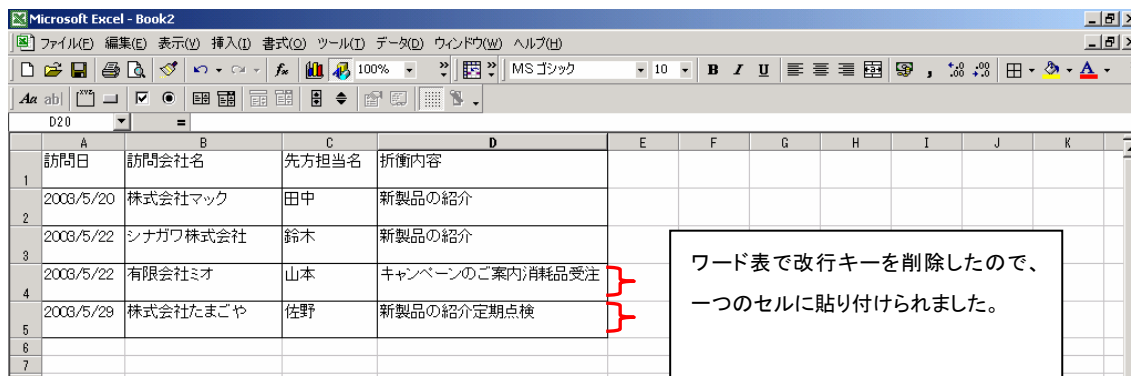 Microsoft Excel - Book2
ファイル(F) 編集(E) 表示(V) 挿入(I) 書式(O) ツール(T) データ(D) ウィンドウ(W) ヘルプ(H)
100% MS ゴシック 10 B I U
Aa ab|
D20 =
A B C D E F G H I J K
1 訪問日 訪問会社名 先方担当名 折衝内容
2 2003/5/20 株式会社マック 田中 新製品の紹介
3 2003/5/22 シナガワ株式会社 鈴木 新製品の紹介
4 2003/5/22 有限会社ミオ 山本 キャンペーンのご案内消耗品受注
5 2003/5/29 株式会社たまごや 佐野 新製品の紹介定期点検
6
7
ワード表で改行キーを削除したので、
一つのセルに貼り付けられました。